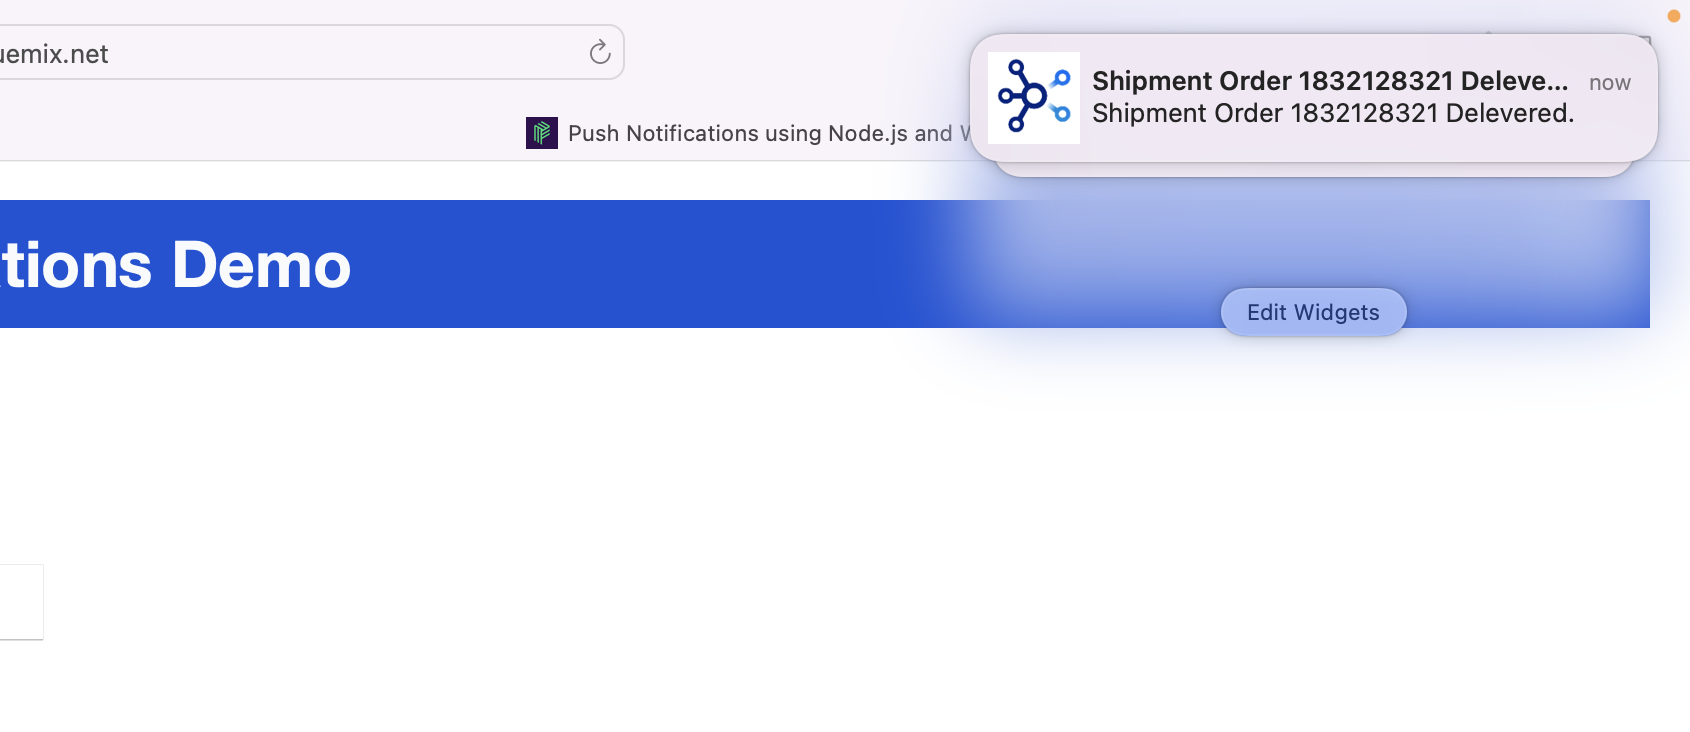 uemix.net
Shipment Order 1832128321 Deleve... now
Shipment Order 1832128321 Delevered.
Push Notifications using Node.js and
tions Demo
Edit Widgets